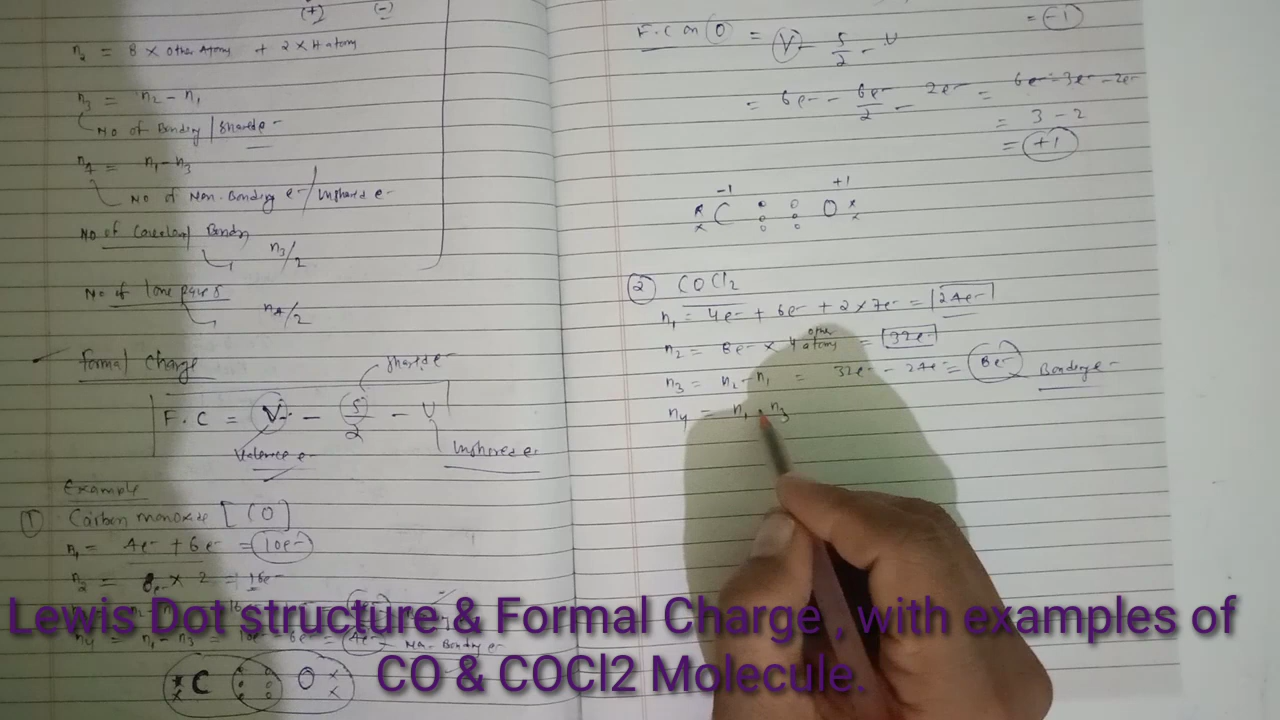 (+) (-)
n2 = 8 × other Atoms + 2 × H atoms
n3 = n2 - n1
No of Bonding / Shared e-
n4 = n1 - n3
No of Non-Bonding e- / Unshared e-
No of Covalent Bonds
n3/2
No of lone pairs
n4/2
Formal charge
Shared e-
F.C = V - S/2 - U
Valence e-
Unshared e-
Example
① Carbon monoxide [CO]
n1 = 4e- + 6e- = 10e-
n2 = 8e- × 2 = 16e-
n4 = n1 - n3 = 10e- - 6e- = 4e- Non-Bonding e-
C O
= -1
F.C on O = V - S/2 - U
= 6e- - 6e-/2 - 2e- = 6e- - 3e- - 2e-
= 3 - 2
= +1
-1 +1
C O
② COCl2
n1 = 4e- + 6e- + 2×7e- = 24e-
n2 = 8e- × 4 other atoms = 32e-
n3 = n2 - n1 = 32e- - 24e- = 8e- Bonding e-
n4 = n1 - n3
Lewis Dot structure & Formal Charge , with examples of
CO & COCl2 Molecule.